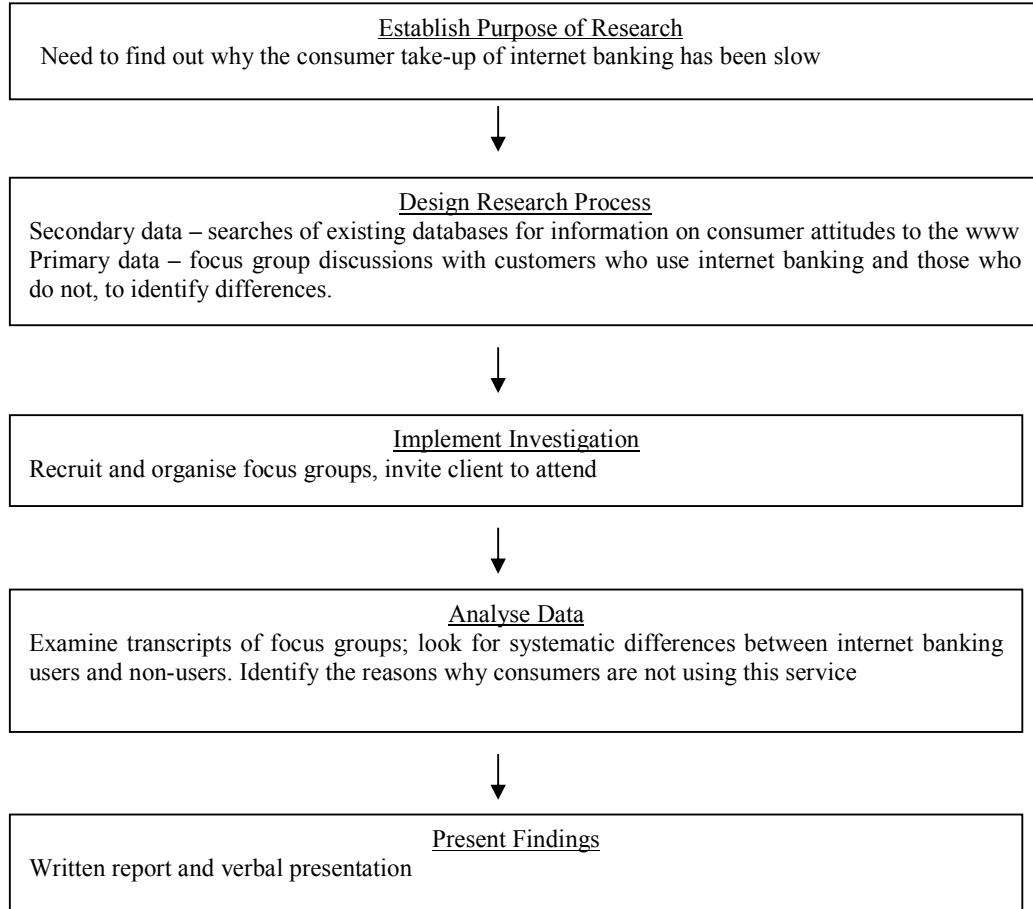 Establish Purpose of Research
Need to find out why the consumer take-up of internet banking has been slow
Design Research Process
Secondary data – searches of existing databases for information on consumer attitudes to the www
Primary data – focus group discussions with customers who use internet banking and those who
do not, to identify differences.
Implement Investigation
Recruit and organise focus groups, invite client to attend
Analyse Data
Examine transcripts of focus groups; look for systematic differences between internet banking
users and non-users. Identify the reasons why consumers are not using this service
Present Findings
Written report and verbal presentation